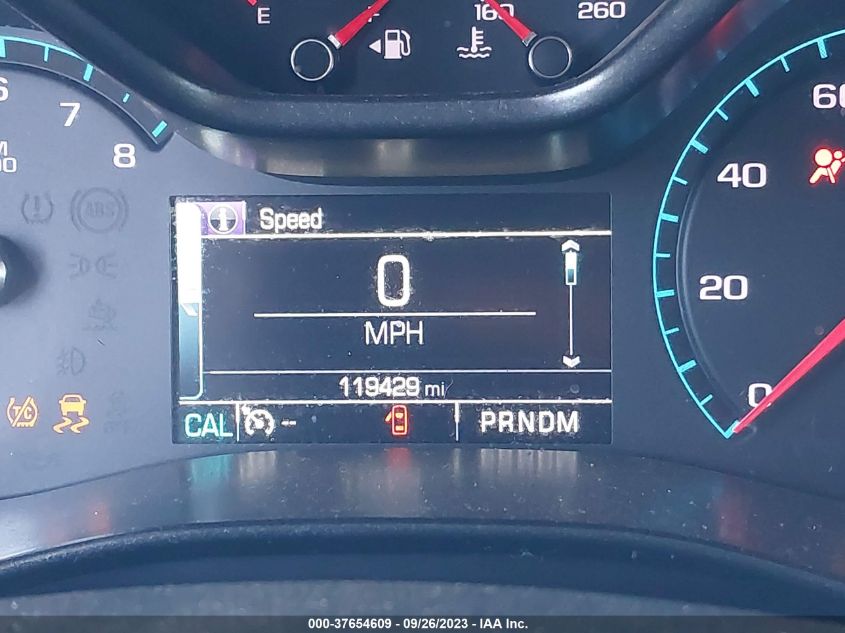 E F 160 260
6 7 8
60 40 20 0
ABS
Speed
0
MPH
119429 mi
T/C
CAL -- PRNDM
000-37654609 - 09/26/2023 - IAA Inc.